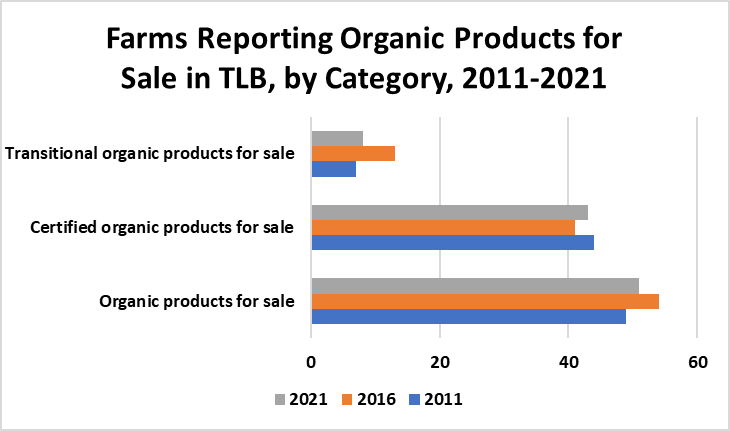 Farms Reporting Organic Products for
Sale in TLB, by Category, 2011-2021
Transitional organic products for sale
Certified organic products for sale
Organic products for sale
0 20 40 60
2021 2016 2011